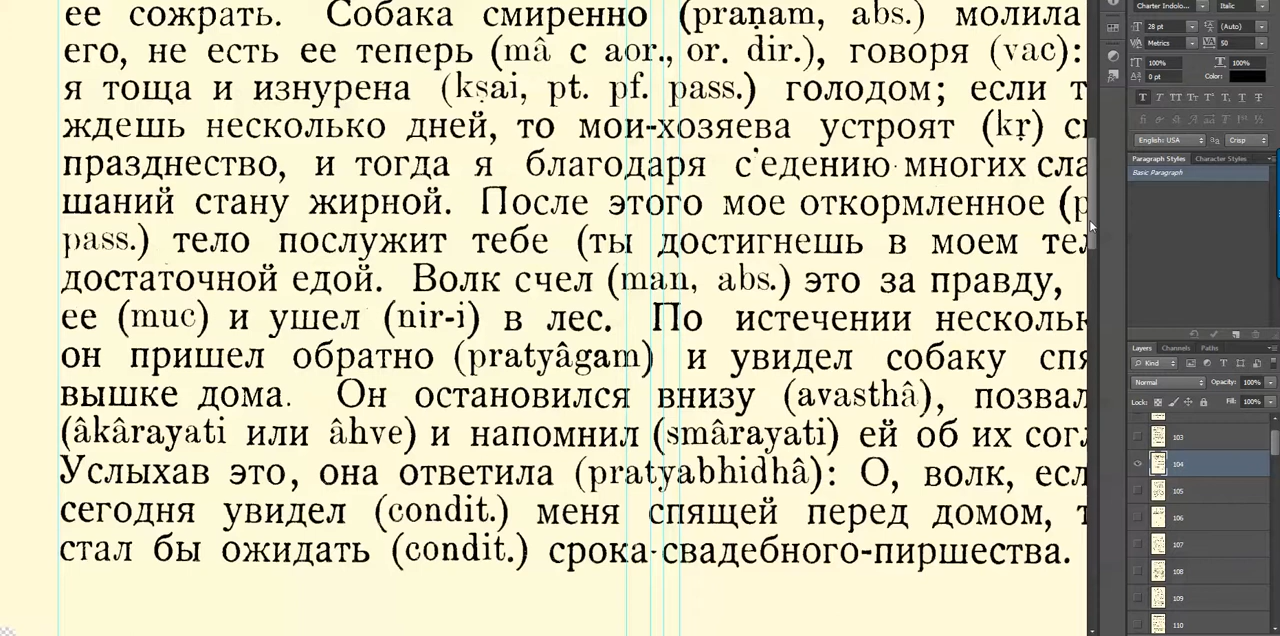 ее сожрать. Собака смиренно (praṇam, abs.) молила
его, не есть ее теперь (mâ с aor., or. dir.), говоря (vac):
я тоща и изнурена (kṣai, pt. pf. pass.) голодом; если
ждешь несколько дней, то мои-хозяева устроят (kṛ)
празднество, и тогда я благодаря с'едению многих
шаний стану жирной. После этого мое откормленное
pass.) тело послужит тебе (ты достигнешь в моем
достаточной едой. Волк счел (man, abs.) это за правду,
ее (muc) и ушел (nir-i) в лес. По истечении
он пришел обратно (pratyâgam) и увидел собаку
вышке дома. Он остановился внизу (avasthâ),
(âkârayati или âhve) и напомнил (smârayati) ей об их
Услыхав это, она ответила (pratyabhidhâ): О, волк,
сегодня увидел (condit.) меня спящей перед домом,
стал бы ожидать (condit.) срока свадебного-пиршества.
Charter Indolo... Italic
28 pt (Auto)
Metrics 50
100% 100%
0 pt Color:
English: USA Crisp
Paragraph Styles Character Styles
Basic Paragraph
Layers Channels Paths
Kind
Normal Opacity: 100%
Lock: Fill: 100%
103
104
105
106
107
108
109
110